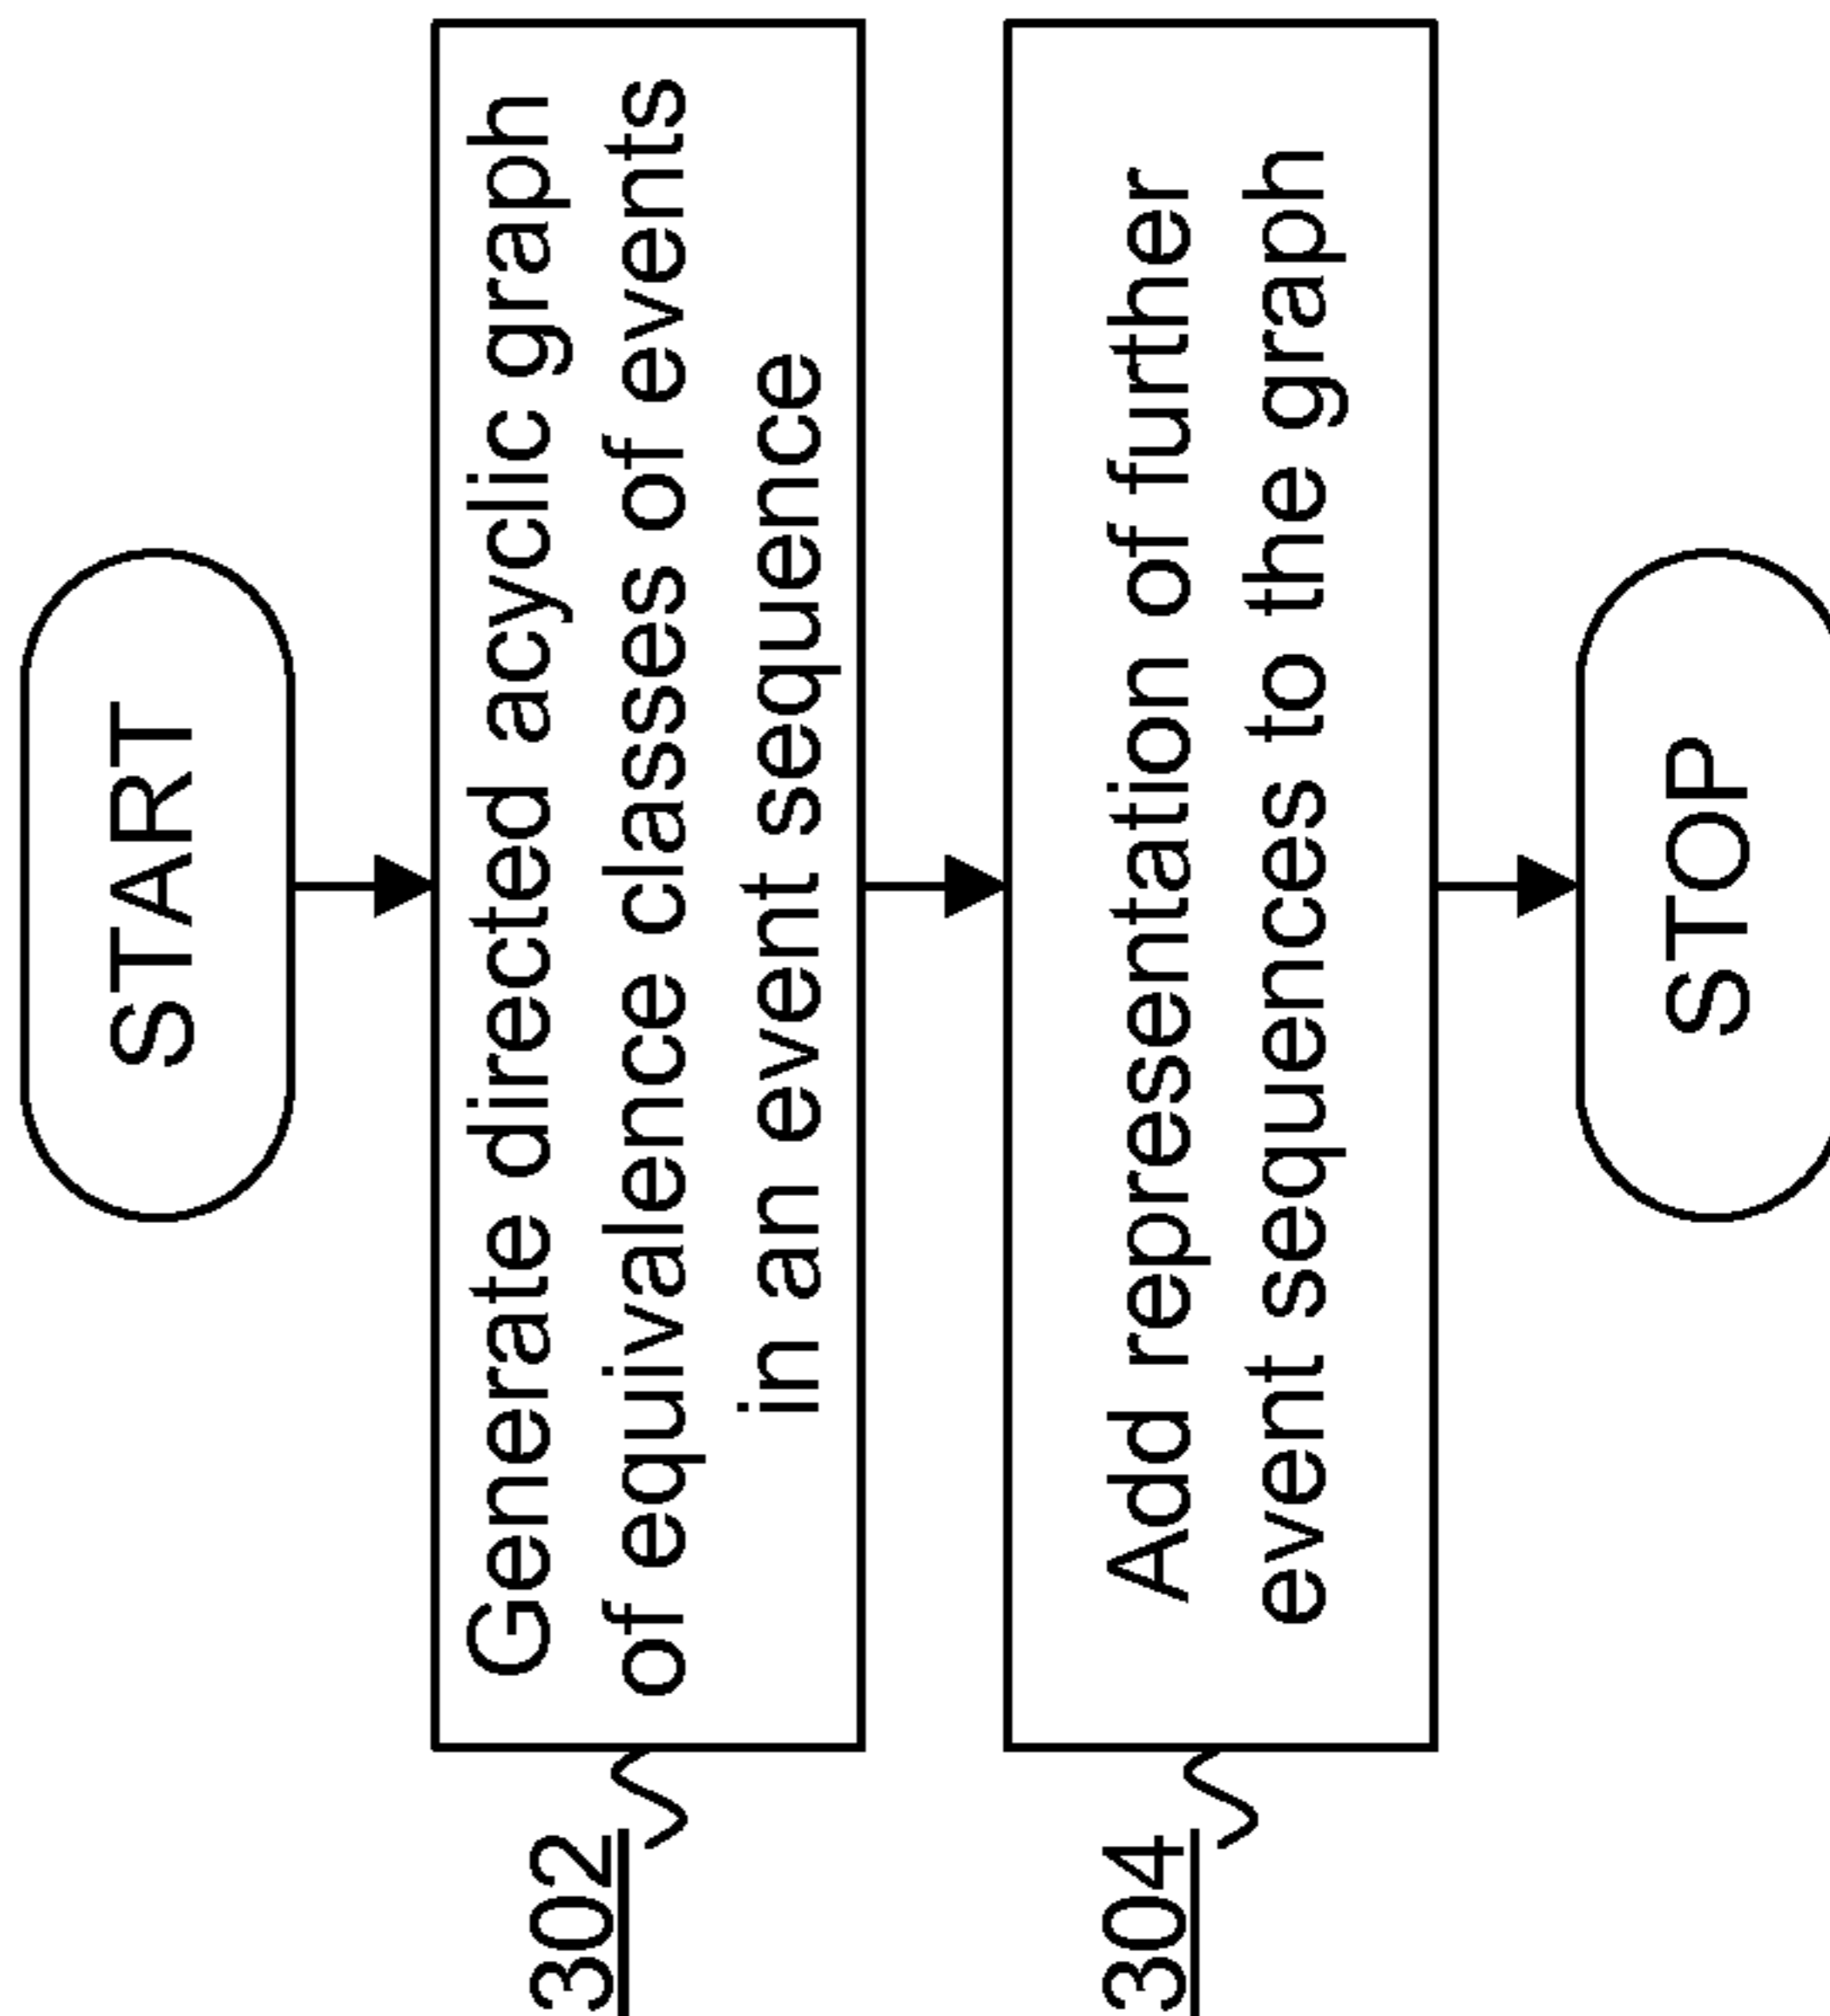 START
302
Generate directed acyclic graph
of equivalence classes of events
in an event sequence
304
Add representation of further
event sequences to the graph
STOP